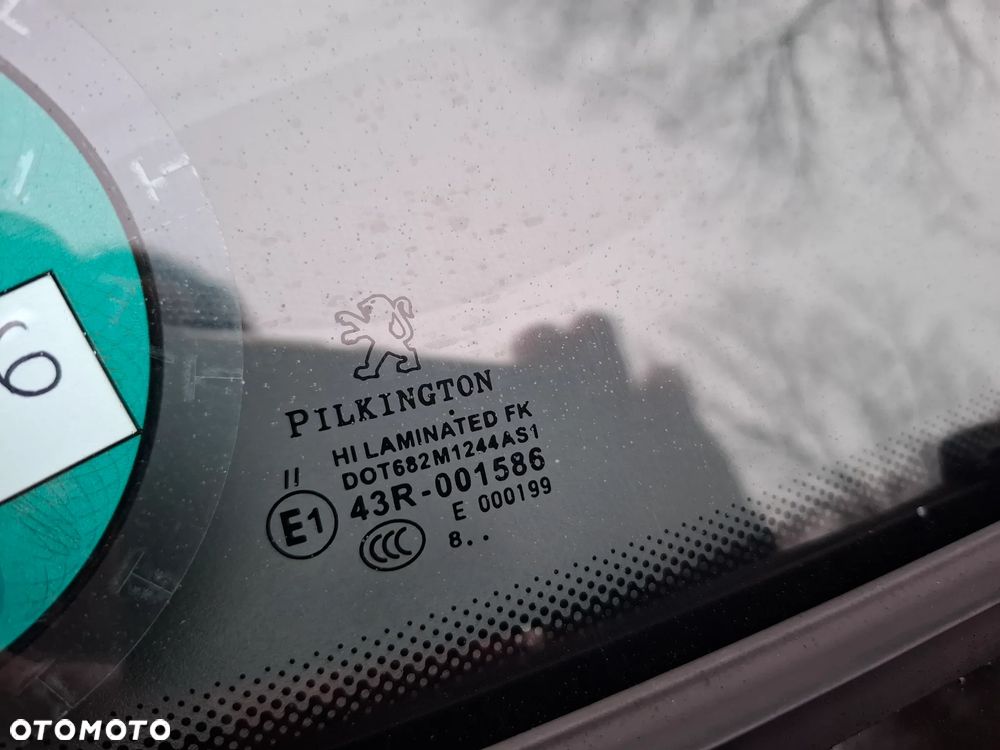 PILKINGTON
HI LAMINATED FK
DOT682M1244AS1
II
43R-001586
E1
E 000199
CCC
8..
6
OTOMOTO